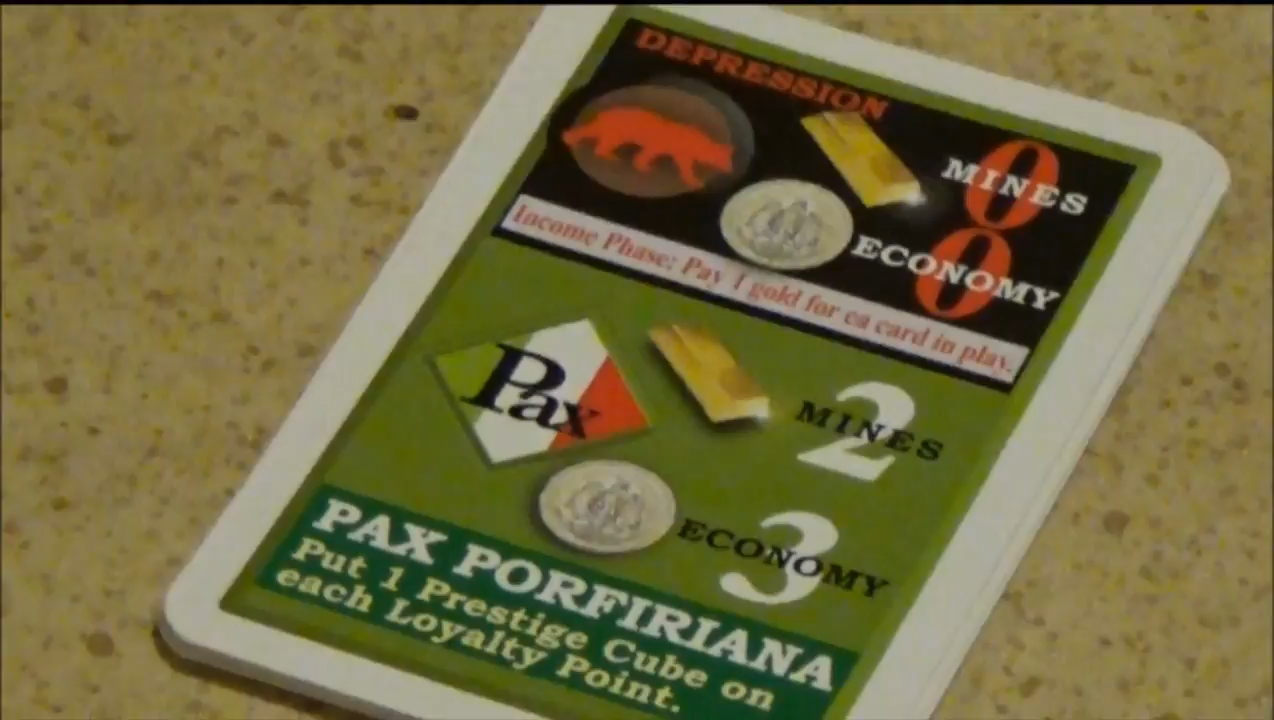 DEPRESSION
0
MINES
0
ECONOMY
Income Phase: Pay 1 gold for ea card in play.
Pax
2
MINES
3
ECONOMY
PAX PORFIRIANA
Put 1 Prestige Cube on
each Loyalty Point.